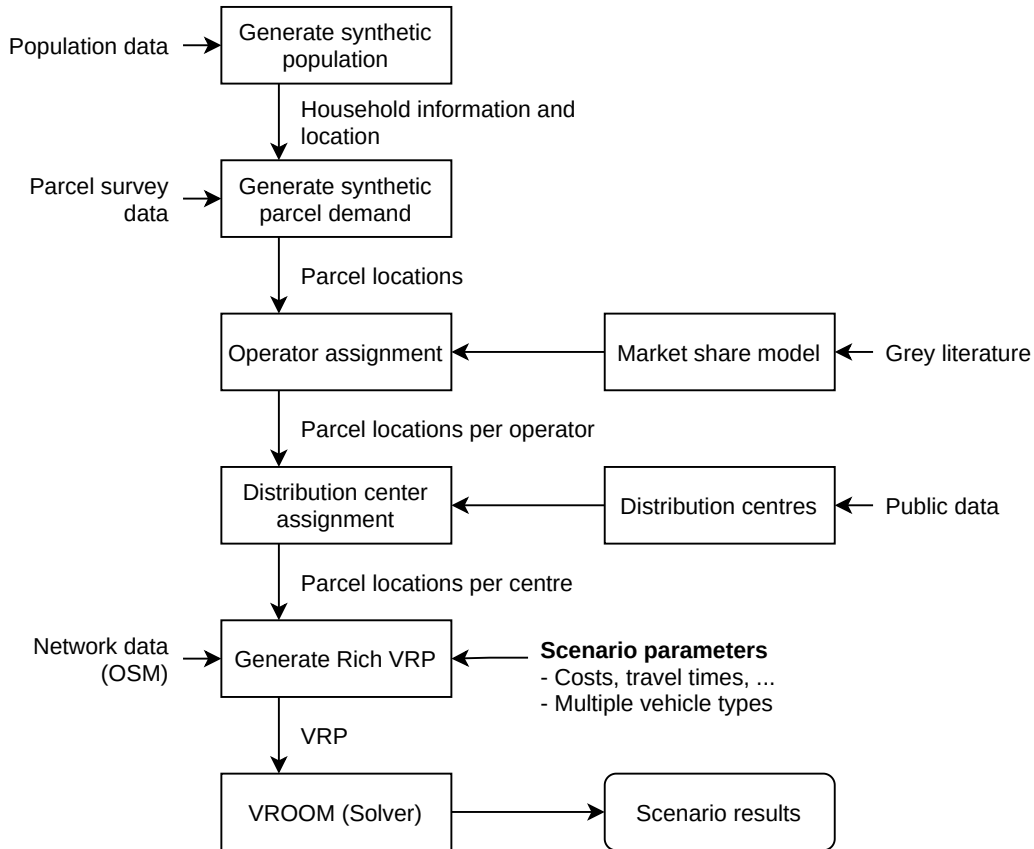 Population data
Generate synthetic
population
Household information and
location
Parcel survey
data
Generate synthetic
parcel demand
Parcel locations
Operator assignment
Market share model
Grey literature
Parcel locations per operator
Distribution center
assignment
Distribution centres
Public data
Parcel locations per centre
Network data
(OSM)
Generate Rich VRP
Scenario parameters
- Costs, travel times, ...
- Multiple vehicle types
VRP
VROOM (Solver)
Scenario results